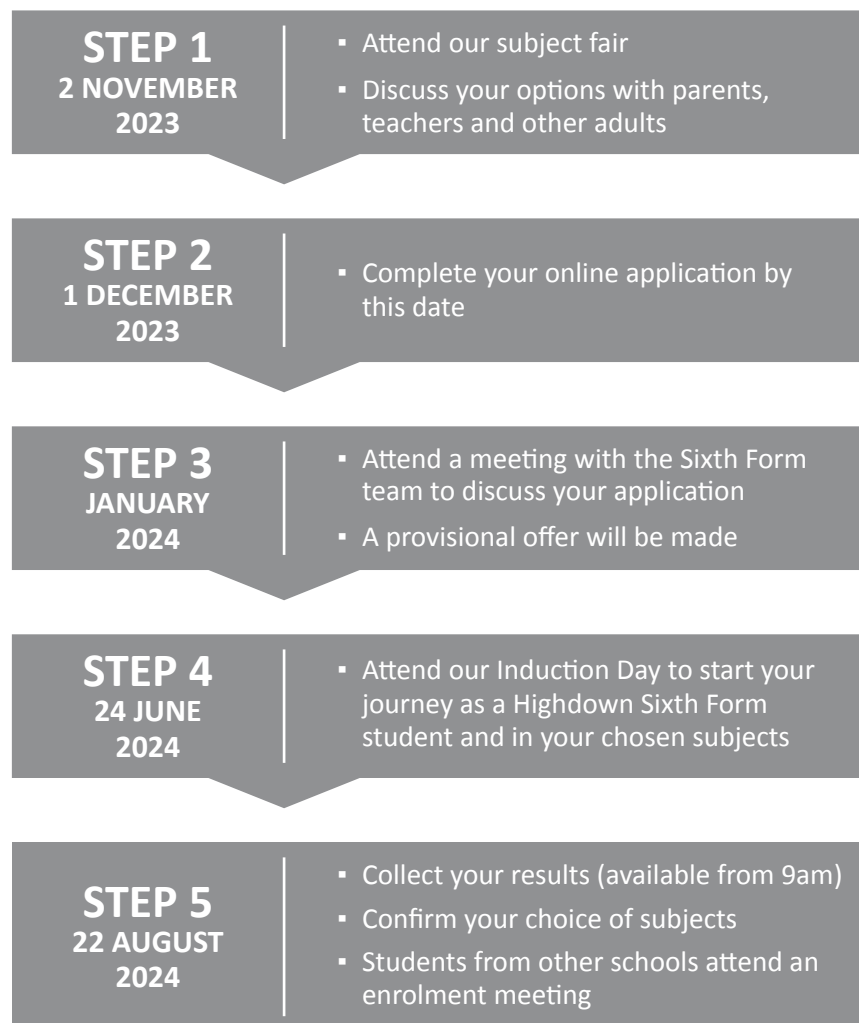 STEP 1
2 NOVEMBER
2023
▪ Attend our subject fair
▪ Discuss your options with parents,
teachers and other adults
STEP 2
1 DECEMBER
2023
▪ Complete your online application by
this date
STEP 3
JANUARY
2024
▪ Attend a meeting with the Sixth Form
team to discuss your application
▪ A provisional offer will be made
STEP 4
24 JUNE
2024
▪ Attend our Induction Day to start your
journey as a Highdown Sixth Form
student and in your chosen subjects
STEP 5
22 AUGUST
2024
▪ Collect your results (available from 9am)
▪ Confirm your choice of subjects
▪ Students from other schools attend an
enrolment meeting